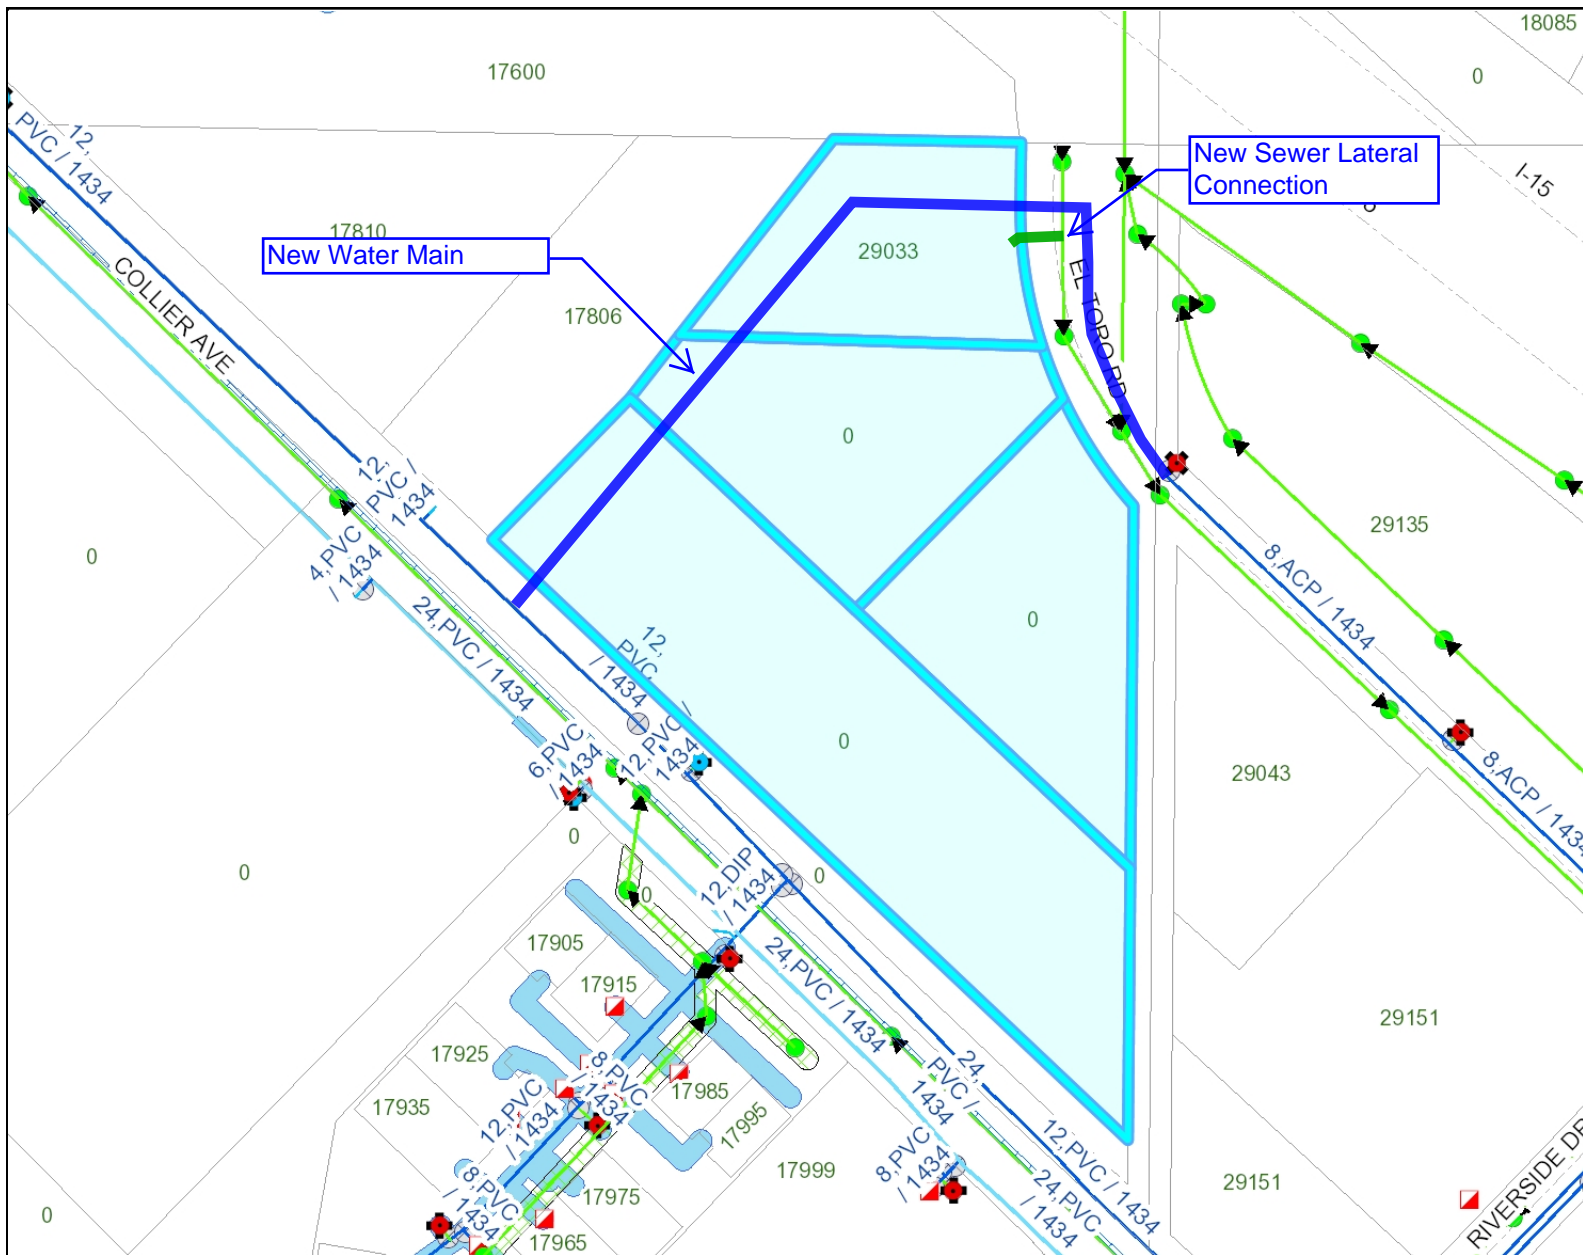 18085
17600
0
12,
PVC / 1434
New Sewer Lateral
Connection
I-15
17810
New Water Main
29033
COLLIER AVE
EL TORO RD
17806
0
12,
PVC /
1434
29135
0
4,PVC
/ 1434
8,ACP / 1434
24,PVC / 1434
0
12,
PVC
/ 1434
12,PVC /
1434
0
6,PVC
/ 1434
29043
8,ACP / 1434
0
0
12,DIP
/ 1434
0
0
17905
24,PVC / 1434
17915
29151
17925
24,
PVC /
1434
8,PVC
/ 1434
17985
17935
12,PVC
/ 1434
17995
12,PVC / 1434
8,PVC
/ 1434
17999
24,PVC
/ 1434
29151
RIVERSIDE DR
8,PVC
/ 1434
17975
0
17965